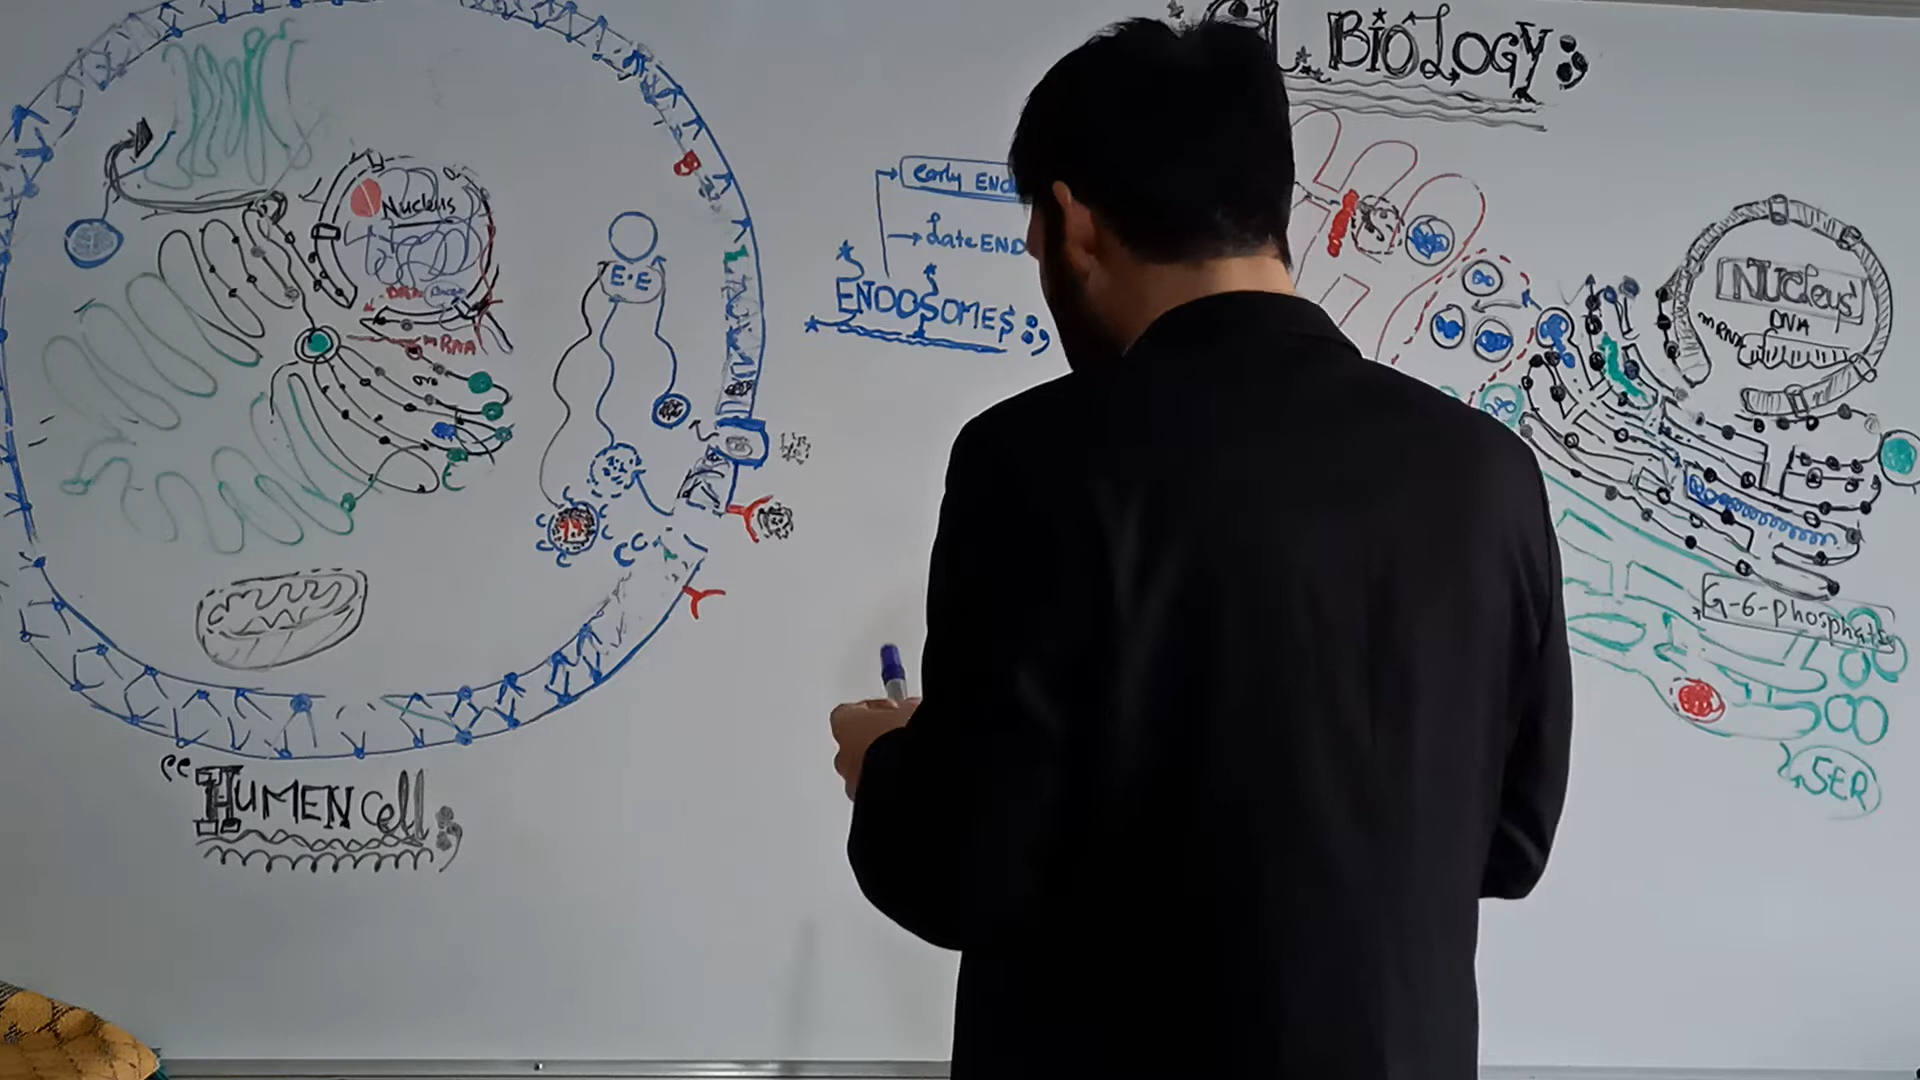 BIOLOGY;
Nucleus
mRNA
E.E
early END
Late END
ENDOSOMES;
Nucleus
DNA
mRNA
G-6-phosphate
SER
"HUMEN cell;